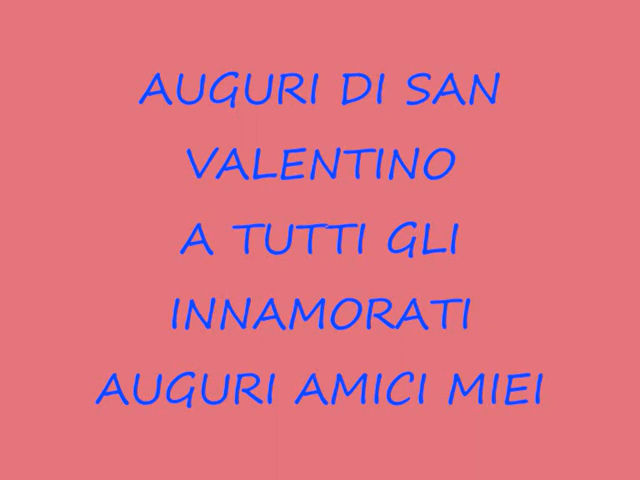 AUGURI DI SAN
VALENTINO
A TUTTI GLI
INNAMORATI
AUGURI AMICI MIEI